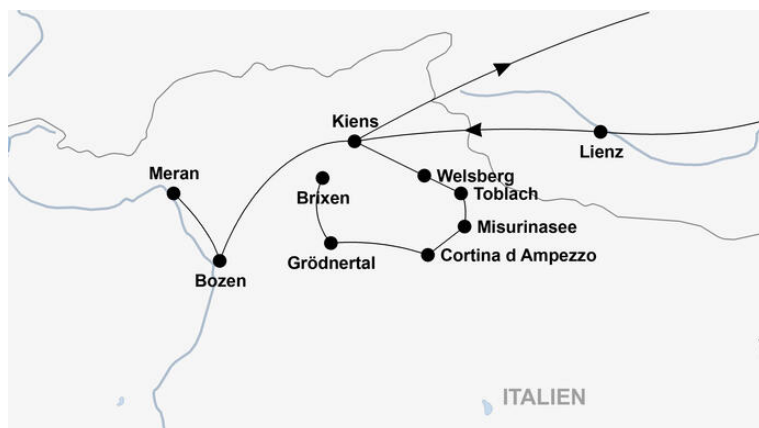 Kiens
Lienz
Meran
Welsberg
Brixen
Toblach
Misurinasee
Grödnertal
Cortina d Ampezzo
Bozen
ITALIEN